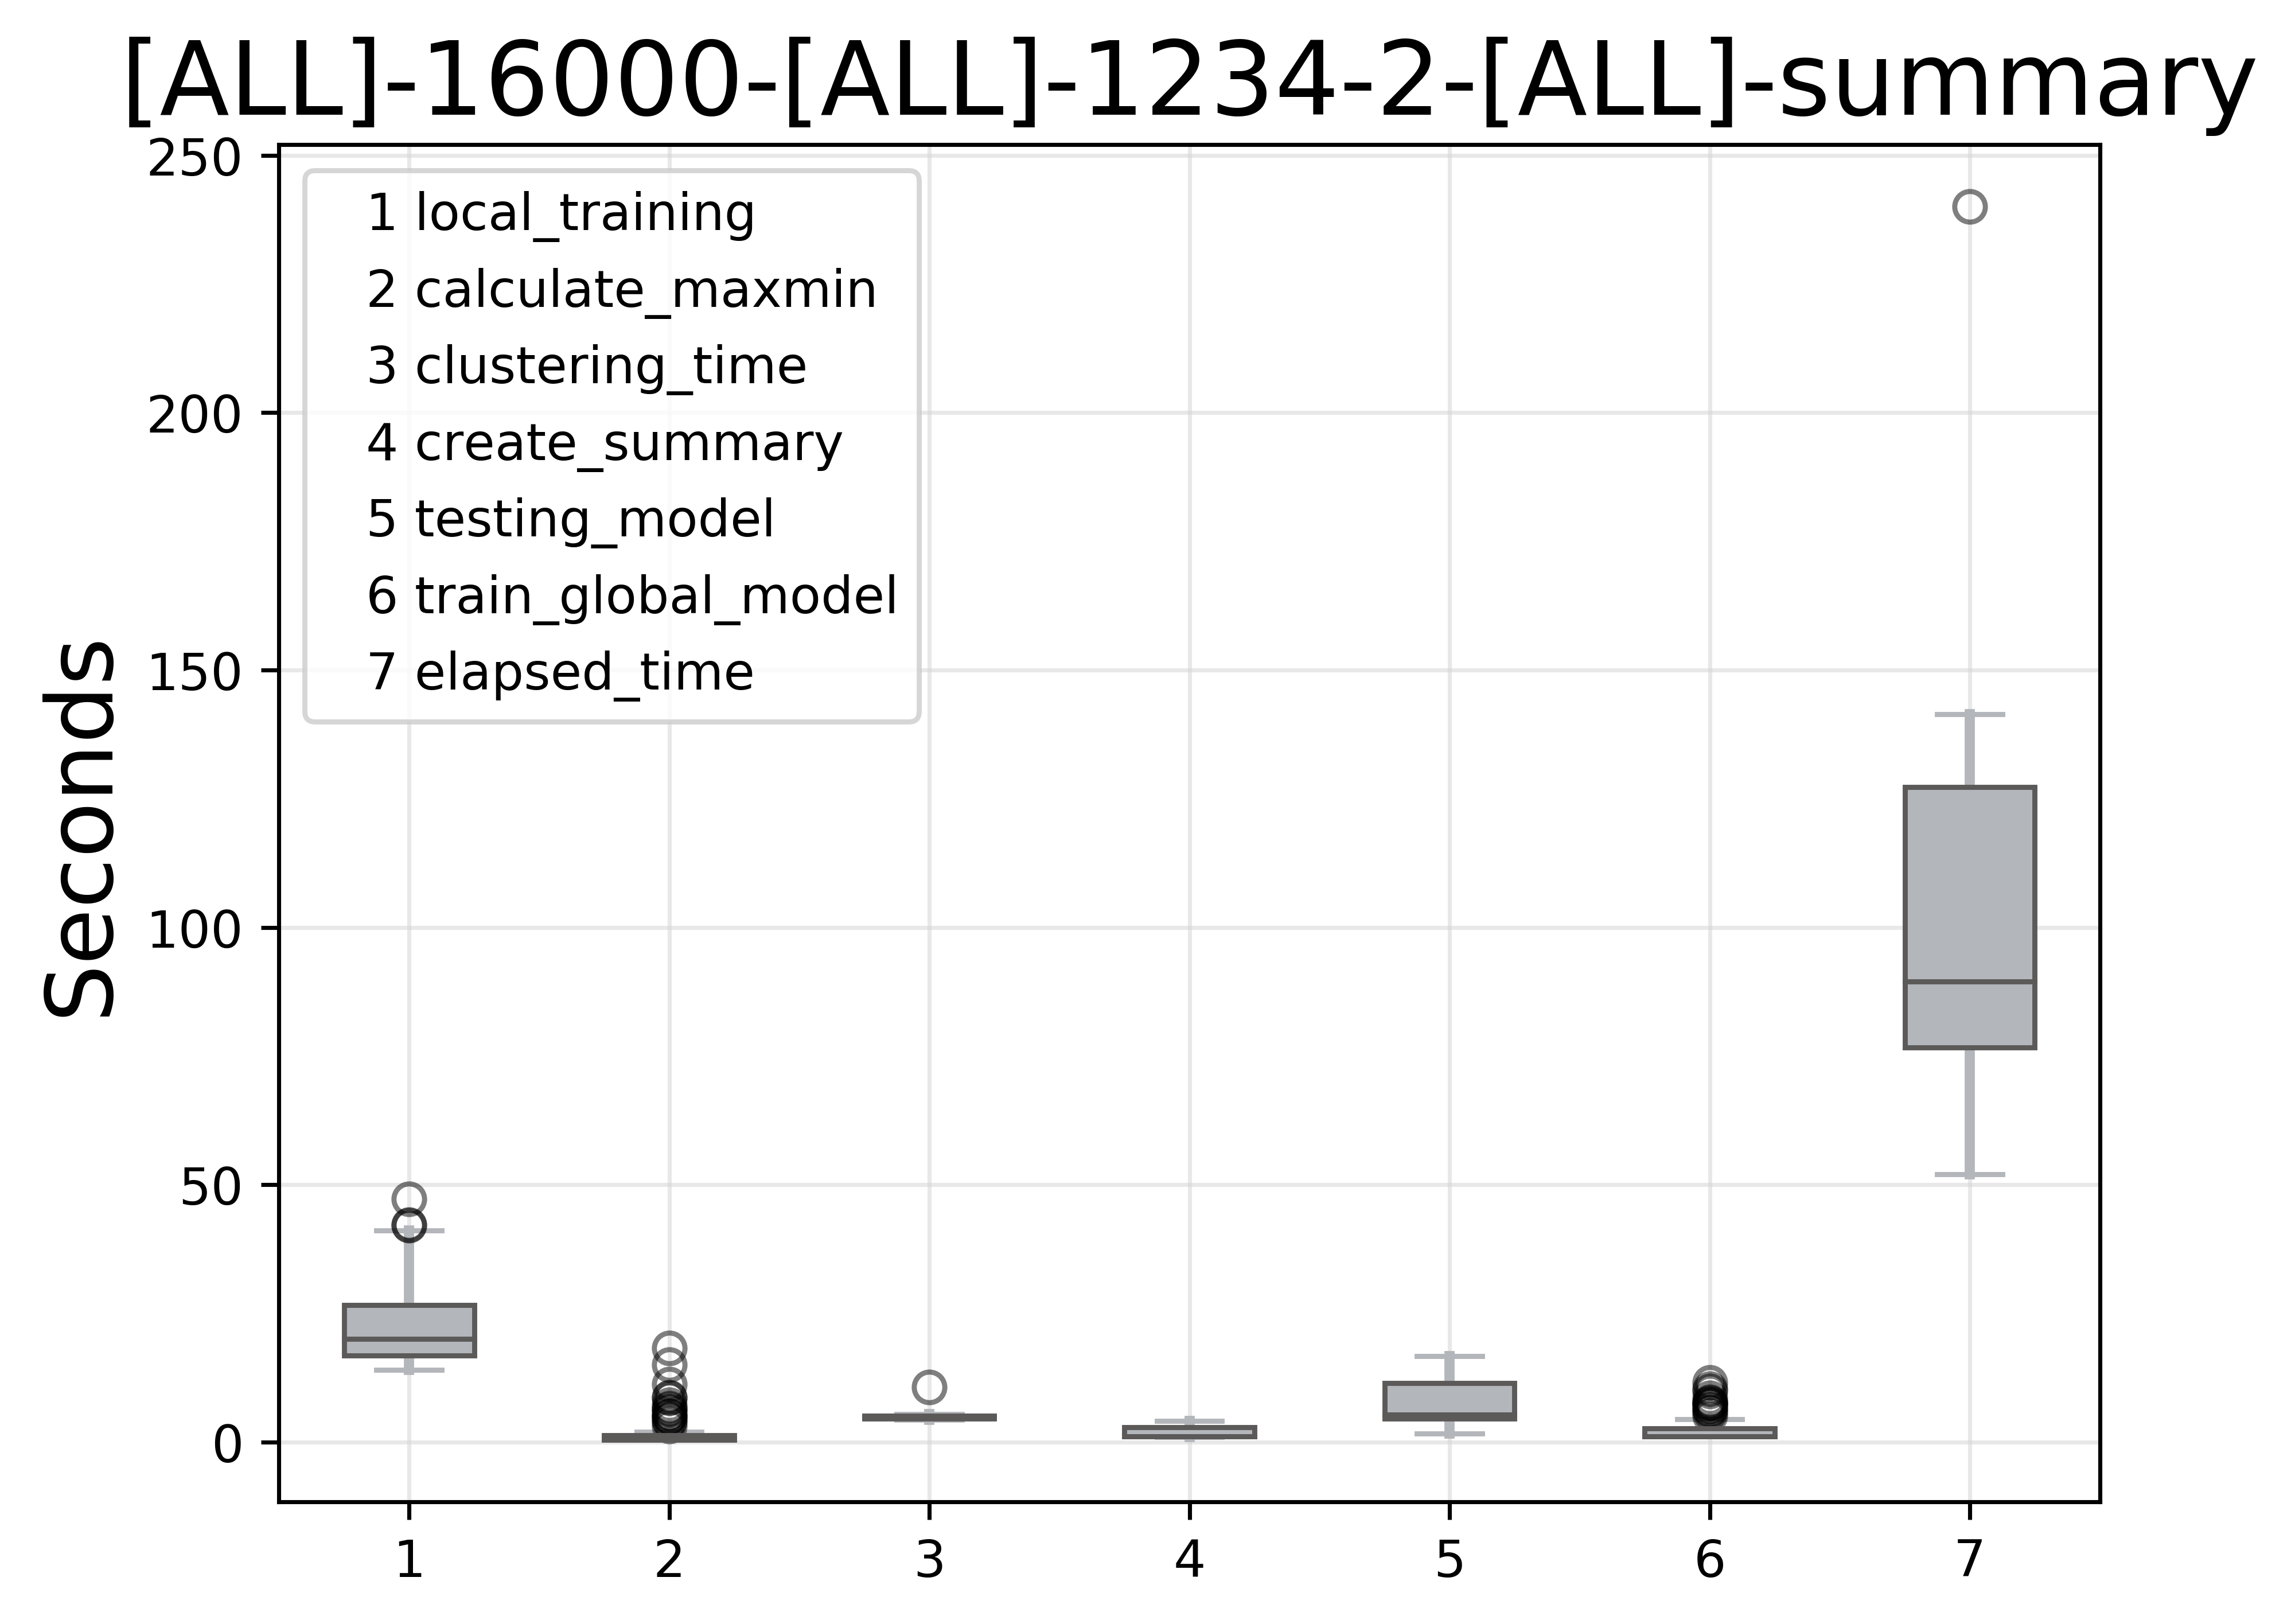 [ALL]-16000-[ALL]-1234-2-[ALL]-summary
Seconds
250
200
150
100
50
0
1 local_training
2 calculate_maxmin
3 clustering_time
4 create_summary
5 testing_model
6 train_global_model
7 elapsed_time
1 2 3 4 5 6 7